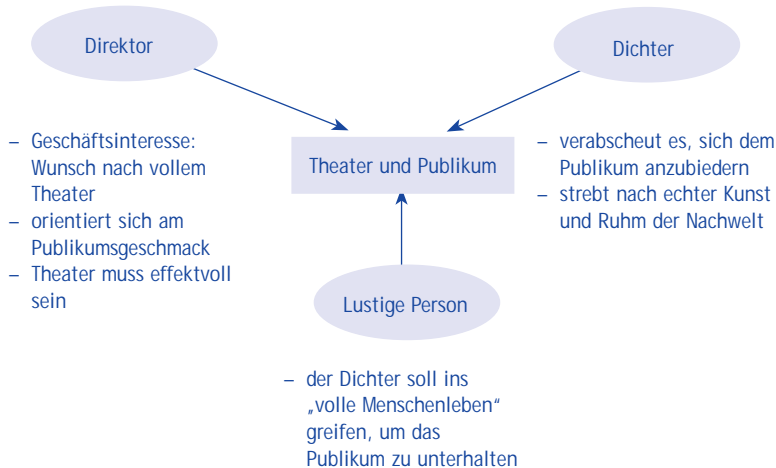 Direktor
Dichter
– Geschäftsinteresse:
Wunsch nach vollem
Theater
– orientiert sich am
Publikumsgeschmack
– Theater muss effektvoll
sein
Theater und Publikum
– verabscheut es, sich dem
Publikum anzubiedern
– strebt nach echter Kunst
und Ruhm der Nachwelt
Lustige Person
– der Dichter soll ins
„volle Menschenleben“
greifen, um das
Publikum zu unterhalten